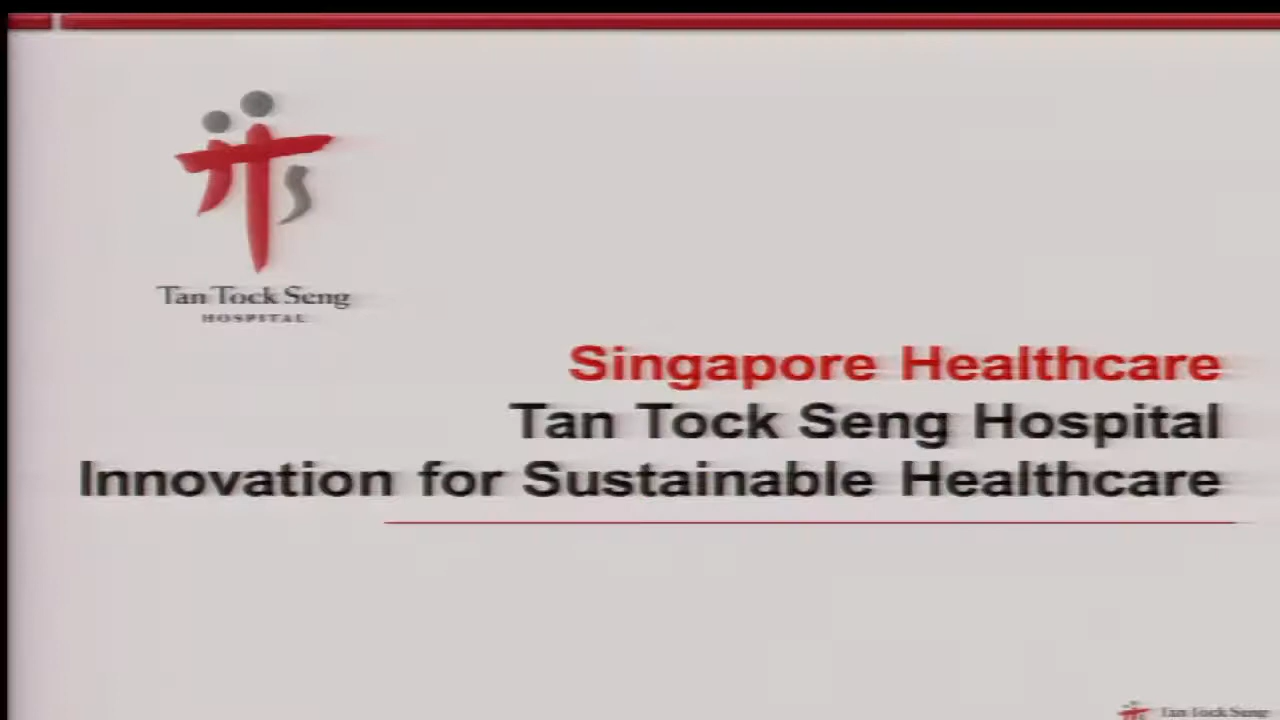 Tan Tock Seng
HOSPITAL
Singapore Healthcare
Tan Tock Seng Hospital
Innovation for Sustainable Healthcare
Tan Tock Seng